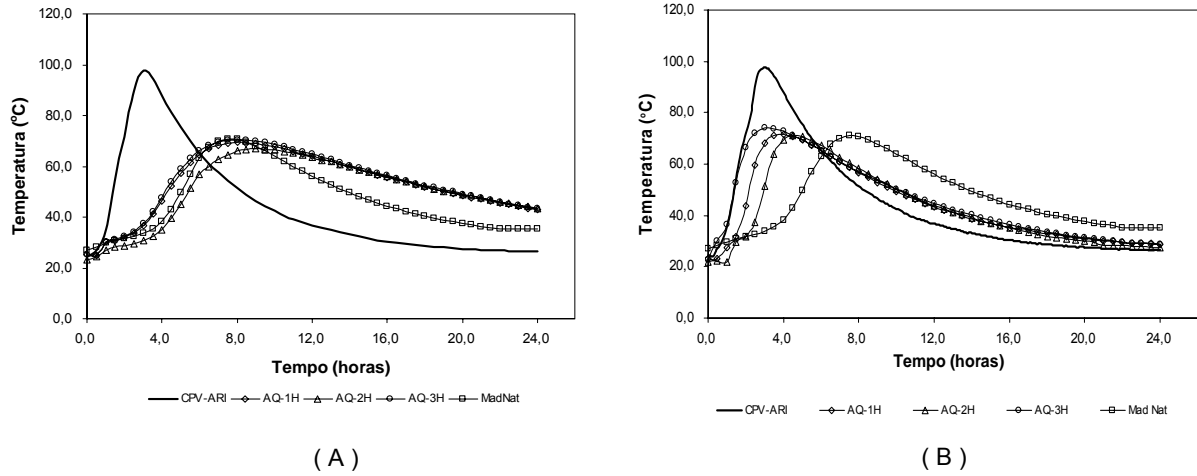 120,0
100,0
80,0
60,0
40,0
20,0
0,0
Temperatura (°C)
0,0 4,0 8,0 12,0 16,0 20,0 24,0
Tempo (horas)
CPV-ARI AQ-1H AQ-2H AQ-3H MadNat
( A )
120,0
100,0
80,0
60,0
40,0
20,0
0,0
Temperatura (°C)
0,0 4,0 8,0 12,0 16,0 20,0 24,0
Tempo (horas)
CPV-ARI AQ-1H AQ-2H AQ-3H Mad Nat
( B )